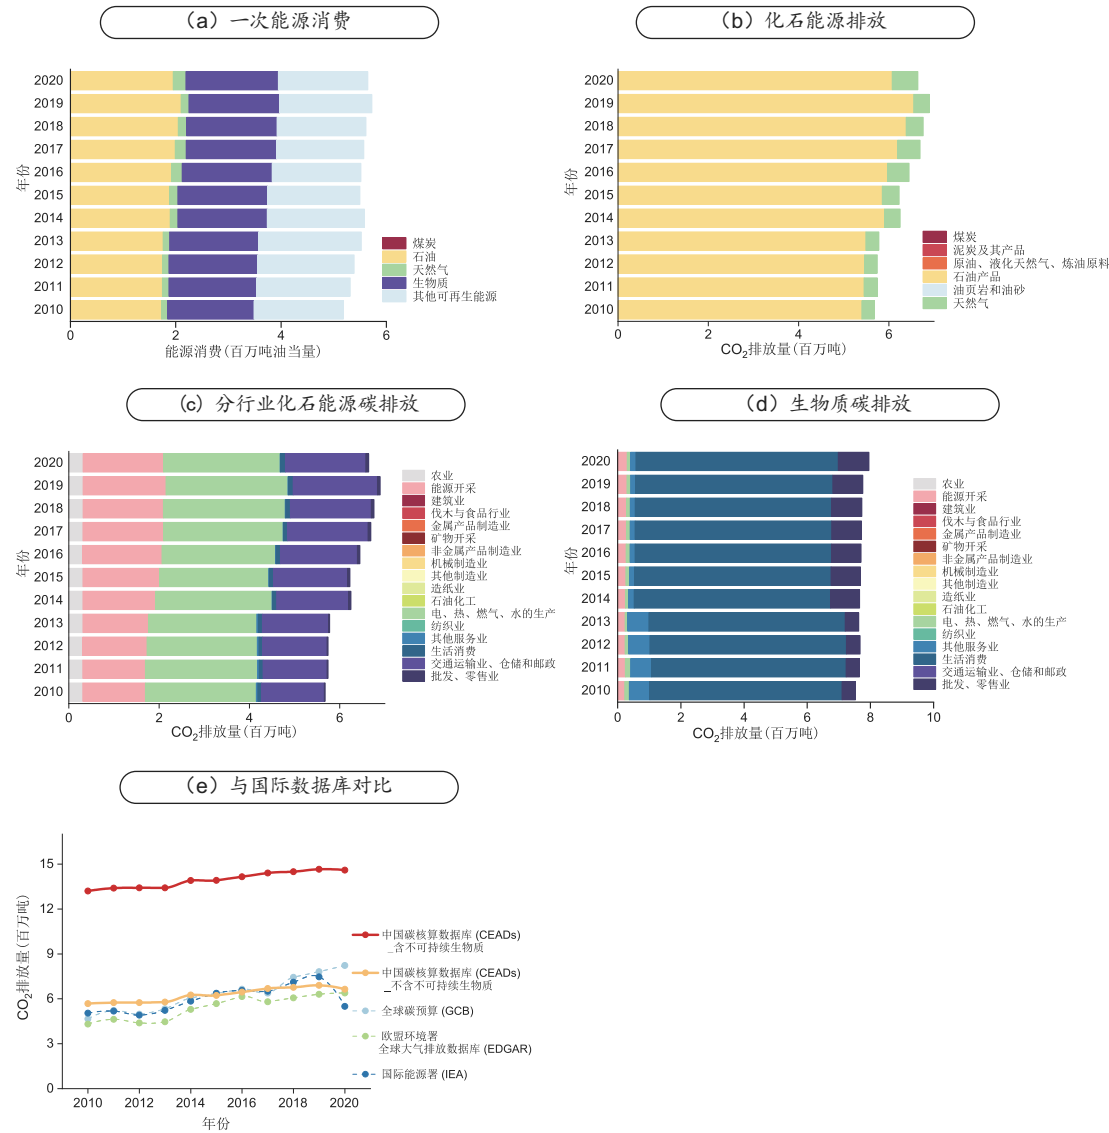 （a）一次能源消费
2020
2019
2018
2017
2016
2015
2014
2013
2012
2011
2010
年份
0 2 4 6
能源消费(百万吨油当量)
煤炭
石油
天然气
生物质
其他可再生能源
（b）化石能源排放
2020
2019
2018
2017
2016
2015
2014
2013
2012
2011
2010
年份
0 2 4 6
CO₂排放量(百万吨)
煤炭
泥炭及其产品
原油、液化天然气、炼油原料
石油产品
油页岩和油砂
天然气
（c）分行业化石能源碳排放
2020
2019
2018
2017
2016
2015
2014
2013
2012
2011
2010
年份
0 2 4 6
CO₂排放量(百万吨)
农业
能源开采
建筑业
伐木与食品行业
金属产品制造业
矿物开采
非金属产品制造业
机械制造业
其他制造业
造纸业
石油化工
电、热、燃气、水的生产
纺织业
其他服务业
生活消费
交通运输业、仓储和邮政
批发、零售业
（d）生物质碳排放
2020
2019
2018
2017
2016
2015
2014
2013
2012
2011
2010
年份
0 2 4 6 8 10
CO₂排放量(百万吨)
农业
能源开采
建筑业
伐木与食品行业
金属产品制造业
矿物开采
非金属产品制造业
机械制造业
其他制造业
造纸业
石油化工
电、热、燃气、水的生产
纺织业
其他服务业
生活消费
交通运输业、仓储和邮政
批发、零售业
（e）与国际数据库对比
15
12
9
6
3
0
CO₂排放量(百万吨)
2010 2012 2014 2016 2018 2020
年份
中国碳核算数据库 (CEADs)
_含不可持续生物质
中国碳核算数据库 (CEADs)
_不含不可持续生物质
全球碳预算 (GCB)
欧盟环境署
全球大气排放数据库 (EDGAR)
国际能源署 (IEA)